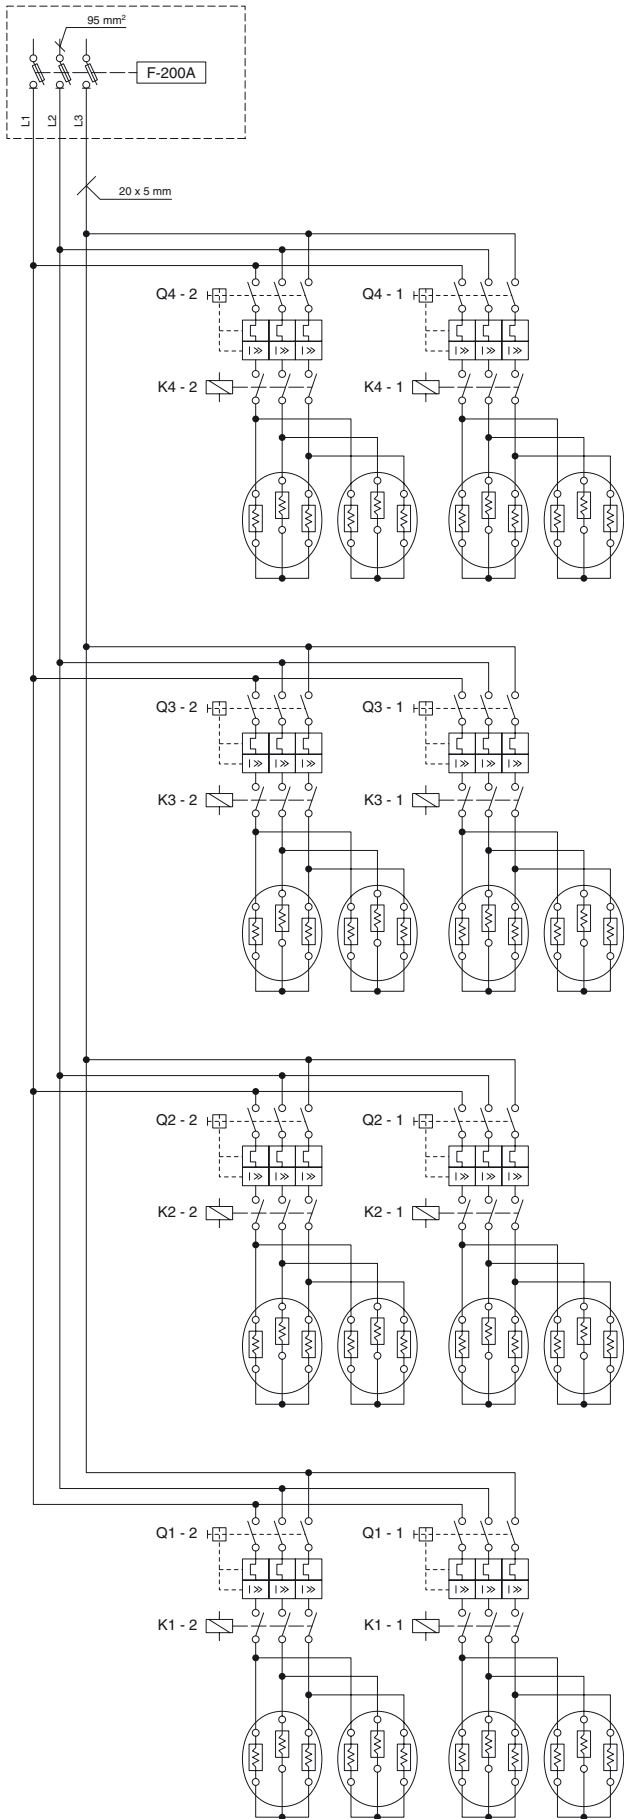 95 mm²
F-200A
L1
L2
L3
20 x 5 mm
Q4 - 2
Q4 - 1
I>> I>> I>>
I>> I>> I>>
K4 - 2
K4 - 1
Q3 - 2
Q3 - 1
I>> I>> I>>
I>> I>> I>>
K3 - 2
K3 - 1
Q2 - 2
Q2 - 1
I>> I>> I>>
I>> I>> I>>
K2 - 2
K2 - 1
Q1 - 2
Q1 - 1
I>> I>> I>>
I>> I>> I>>
K1 - 2
K1 - 1